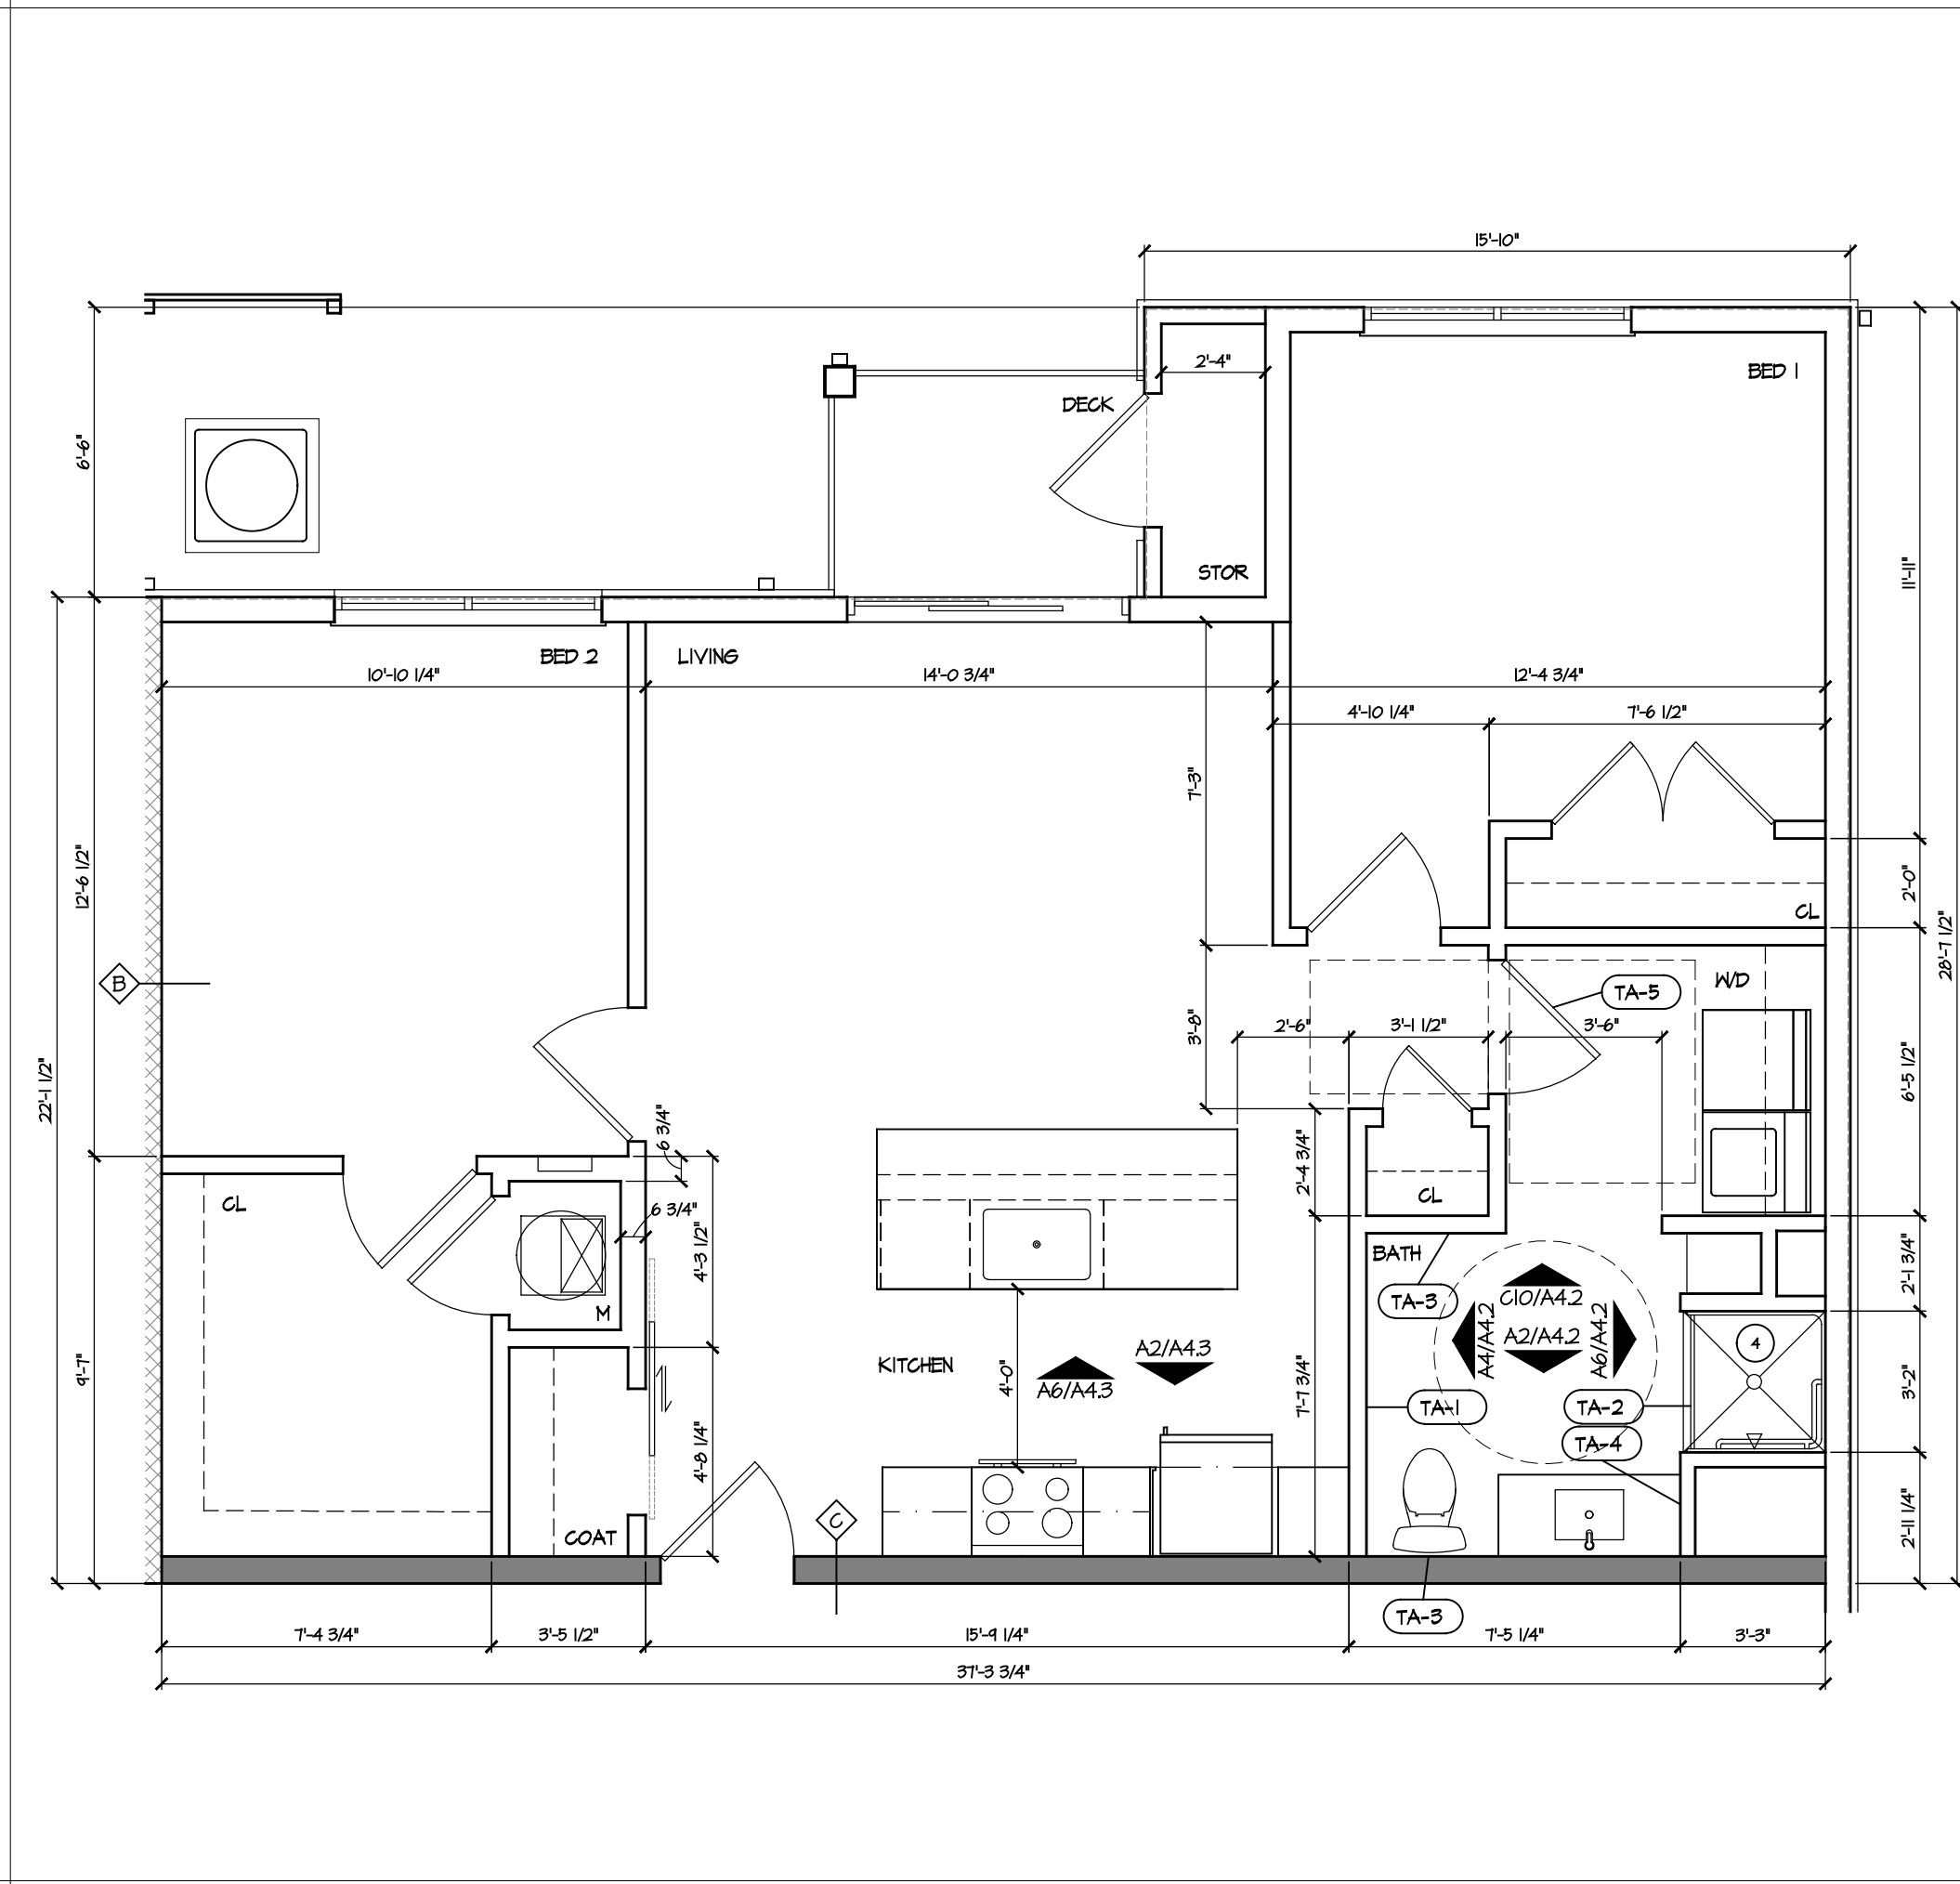 15'-10"
2'-4"
BED 1
DECK
6'-6"
STOR
11'-11"
BED 2
LIVING
10'-10 1/4"
14'-0 3/4"
12'-4 3/4"
4'-10 1/4"
7'-6 1/2"
7'-3"
12'-6 1/2"
2'-0"
CL
28'-7 1/2"
B
W/D
TA-5
3'-8"
2'-6"
3'-1 1/2"
3'-6"
22'-1 1/2"
6'-5 1/2"
6 3/4"
2'-4 3/4"
CL
CL
6 3/4"
4'-3 1/2"
BATH
2'-1 3/4"
TA-3
C10/A4.2
M
A4/A4.2
A2/A4.2
A6/A4.2
4
KITCHEN
4'-0"
A2/A4.3
A6/A4.3
9'-7"
7'-7 3/4"
3'-2"
TA-1
TA-2
TA-4
4'-8 1/4"
COAT
C
2'-11 1/4"
TA-3
7'-4 3/4"
3'-5 1/2"
15'-9 1/4"
7'-5 1/4"
3'-3"
37'-3 3/4"